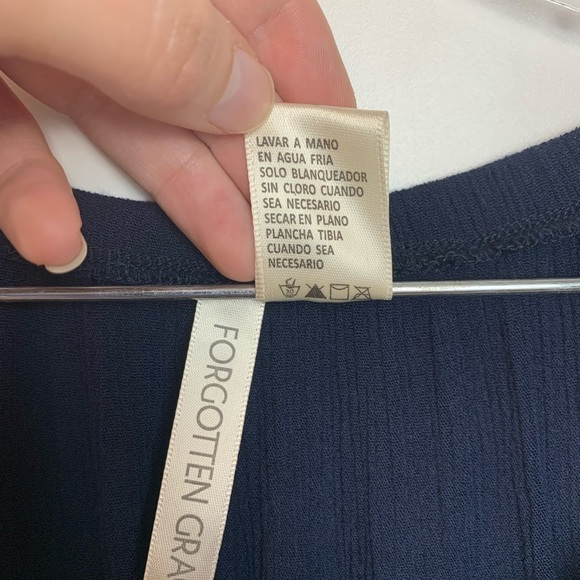 LAVAR A MANO
EN AGUA FRIA
SOLO BLANQUEADOR
SIN CLORO CUANDO
SEA NECESARIO
SECAR EN PLANO
PLANCHA TIBIA
CUANDO SEA
NECESARIO
FORGOTTEN